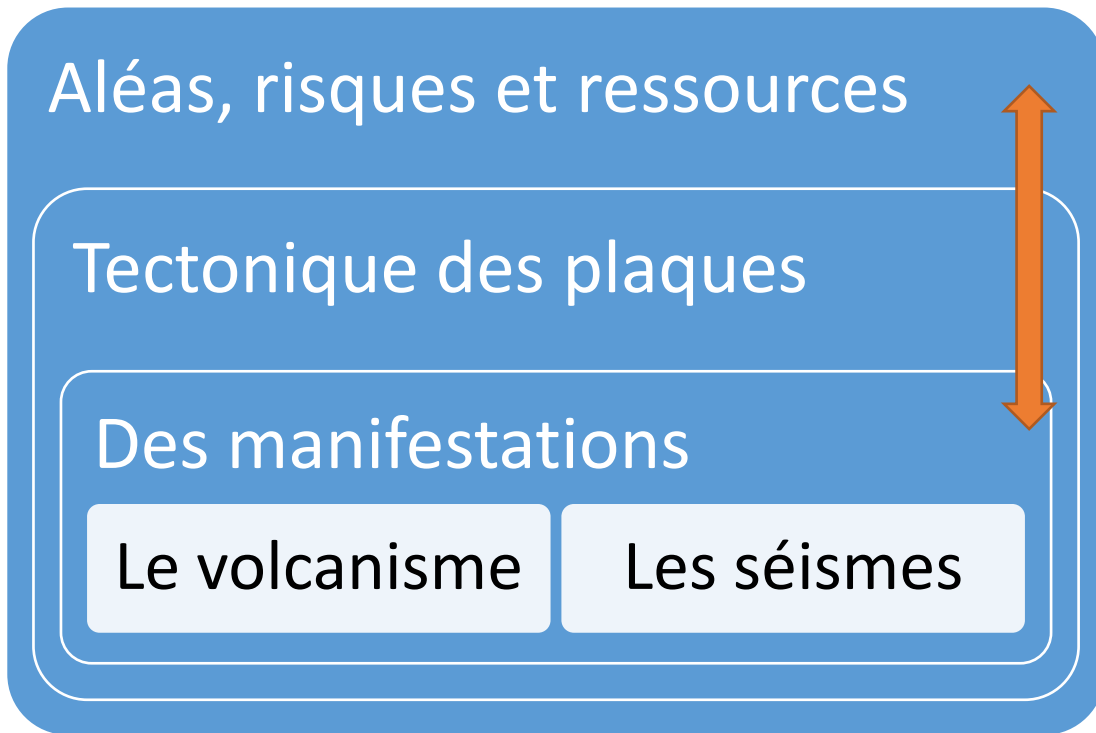 Aléas, risques et ressources
Tectonique des plaques
Des manifestations
Le volcanisme
Les séismes